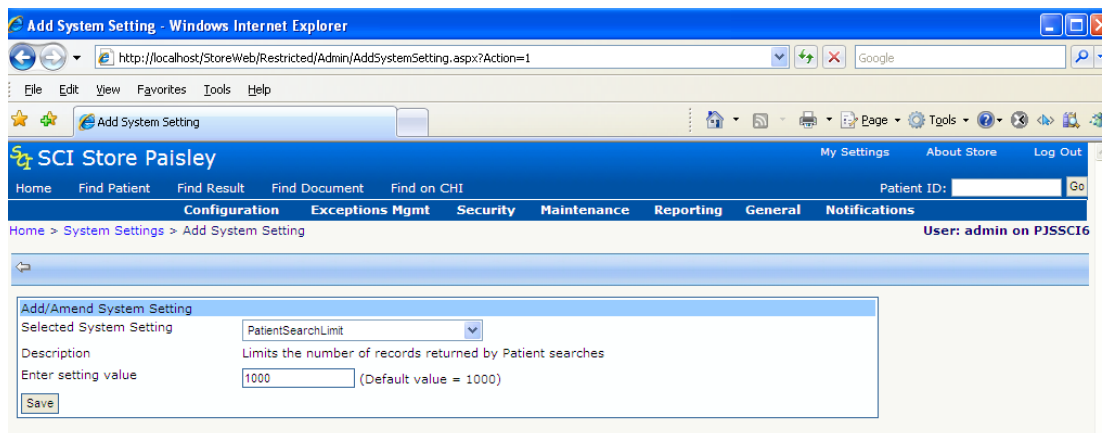 Add System Setting - Windows Internet Explorer
http://localhost/StoreWeb/Restricted/Admin/AddSystemSetting.aspx?Action=1
Google
File Edit View Favorites Tools Help
Add System Setting
Page Tools
SCI Store Paisley
My Settings About Store Log Out
Home Find Patient Find Result Find Document Find on CHI Patient ID: Go
Configuration Exceptions Mgmt Security Maintenance Reporting General Notifications
Home > System Settings > Add System Setting User: admin on PJSSCI6
Add/Amend System Setting
Selected System Setting PatientSearchLimit
Description Limits the number of records returned by Patient searches
Enter setting value 1000 (Default value = 1000)
Save